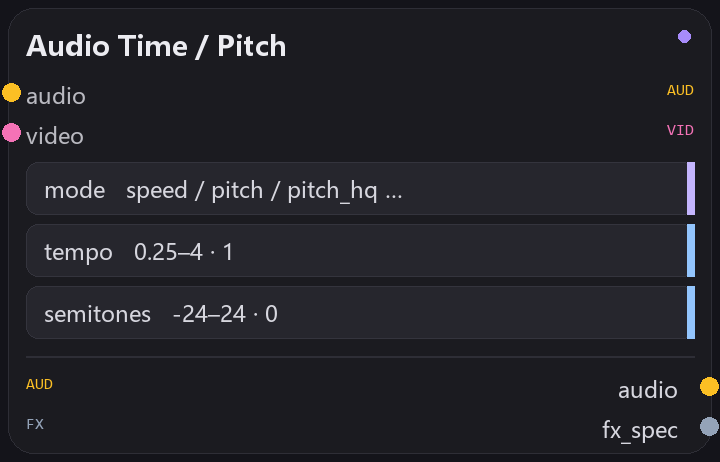 Audio Time / Pitch
audio AUD
video VID
mode speed / pitch / pitch_hq ...
tempo 0.25–4 · 1
semitones -24–24 · 0
AUD audio
FX fx_spec